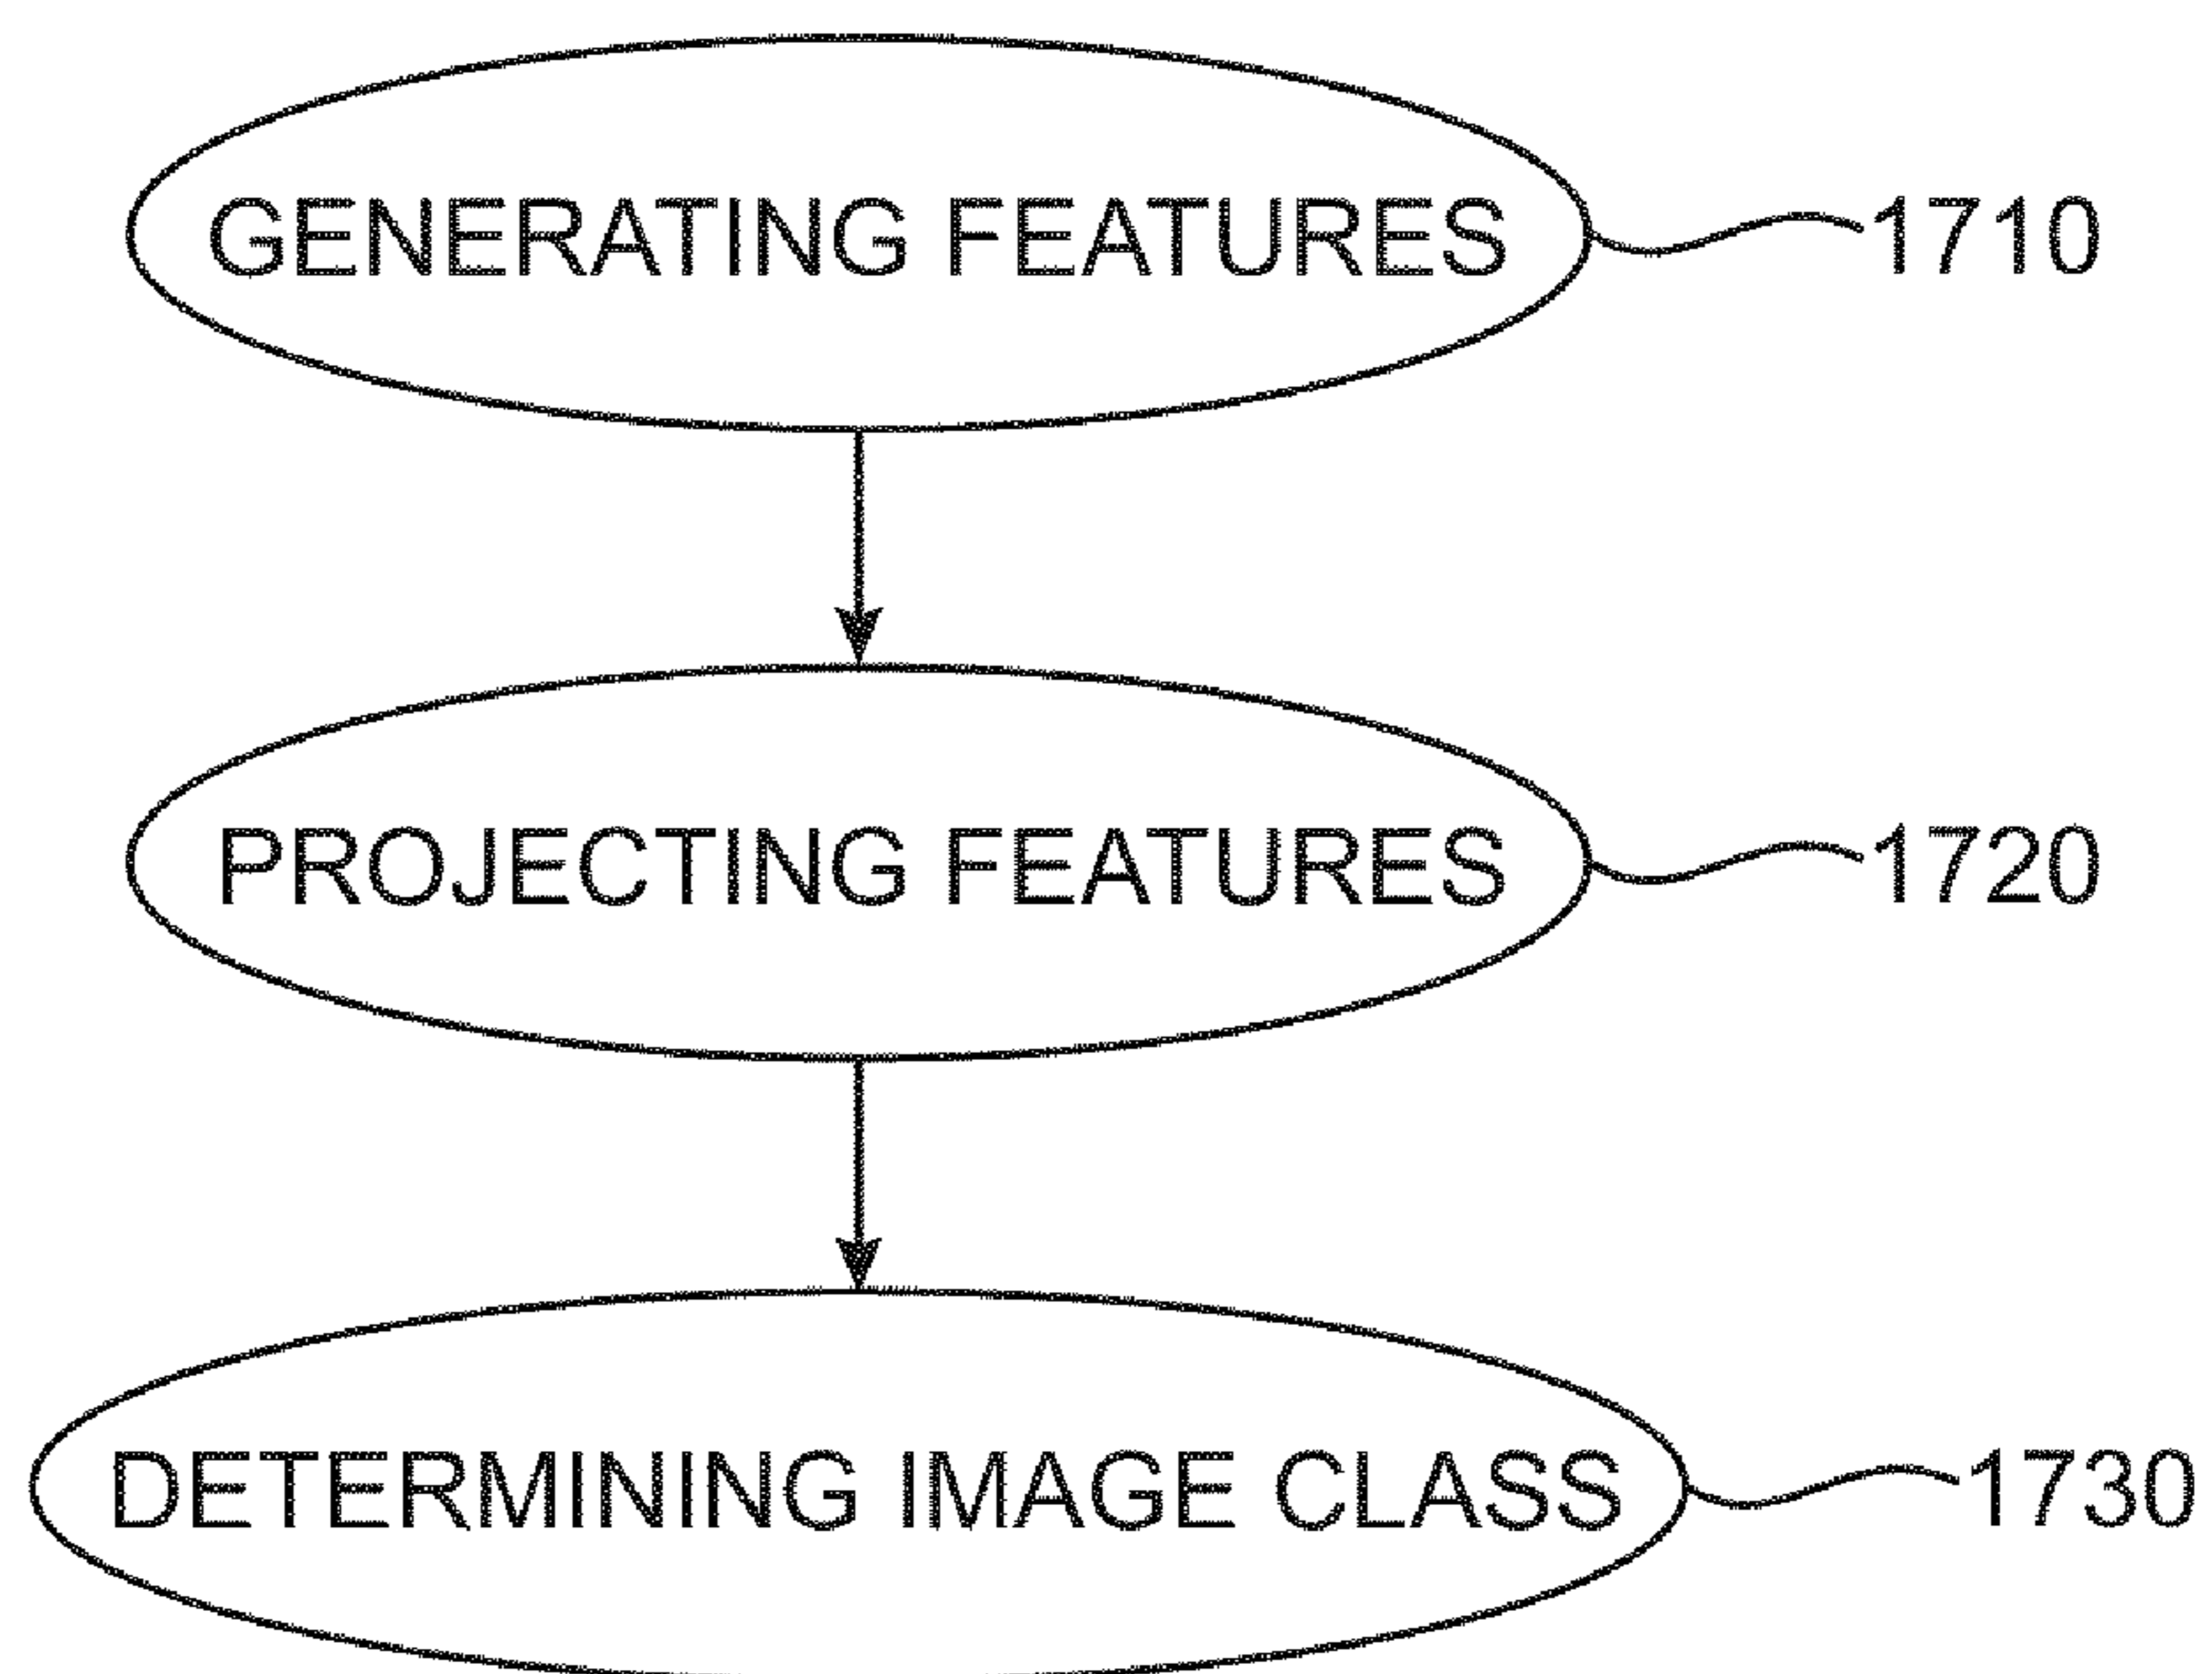 GENERATING FEATURES 1710
PROJECTING FEATURES 1720
DETERMINING IMAGE CLASS 1730